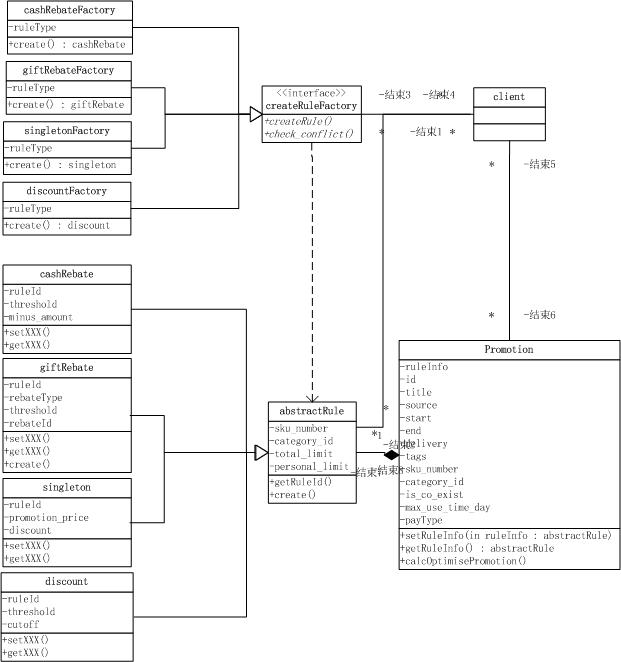 cashRebateFactory
-ruleType
+create() : cashRebate
giftRebateFactory
-ruleType
+create() : giftRebate
singletonFactory
-ruleType
+create() : singleton
discountFactory
-ruleType
+create() : discount
<<interface>>
createRuleFactory
+createRule()
+check_conflict()
-结束3
-结束4
*
-结束1
*
client
*
-结束5
*
-结束6
cashRebate
-ruleId
-threshold
-minus_amount
+setXXX()
+getXXX()
giftRebate
-ruleId
-rebateType
-threshold
-rebateId
+setXXX()
+getXXX()
+create()
singleton
-ruleId
-promotion_price
-discount
+setXXX()
+getXXX()
discount
-ruleId
-threshold
-cutoff
+setXXX()
+getXXX()
abstractRule
-sku_number
-category_id
-total_limit
-personal_limit
+getRuleId()
+create()
*
*1
Promotion
-ruleInfo
-id
-title
-source
-start
-end
-delivery
-tags
-sku_number
-category_id
-is_co_exist
-max_use_time_day
-payType
+setRuleInfo(in ruleInfo : abstractRule)
+getRuleInfo() : abstractRule
+calcOptimisePromotion()